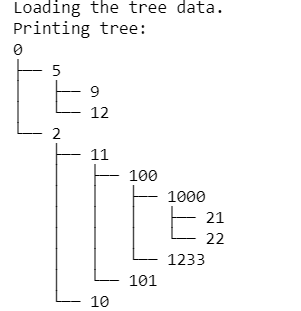 Loading the tree data.
Printing tree:
0
├── 5
│   ├── 9
│   └── 12
└── 2
    ├── 11
    │   ├── 100
    │   │   ├── 1000
    │   │   │   ├── 21
    │   │   │   └── 22
    │   │   └── 1233
    │   └── 101
    └── 10